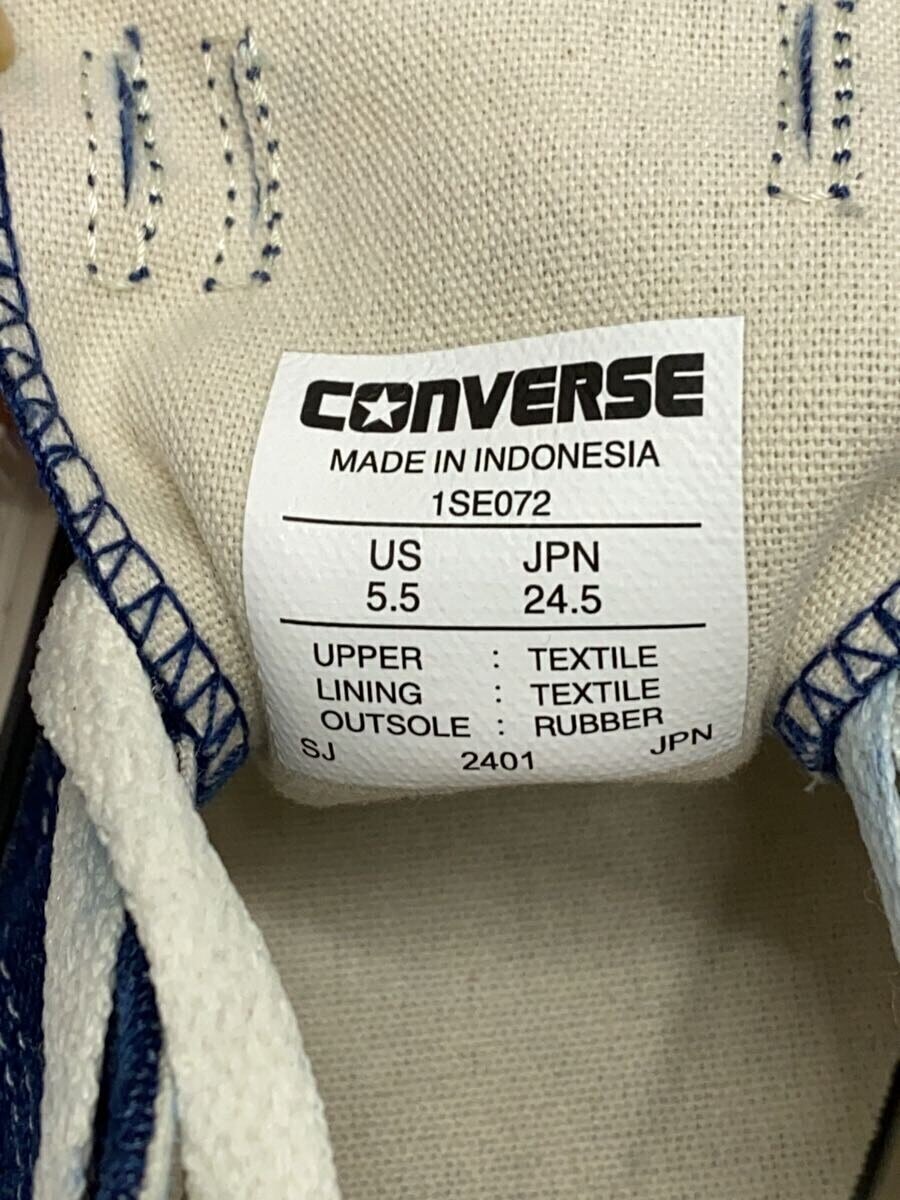 CONVERSE
MADE IN INDONESIA
1SE072
US JPN
5.5 24.5
UPPER : TEXTILE
LINING : TEXTILE
OUTSOLE : RUBBER
SJ 2401 JPN